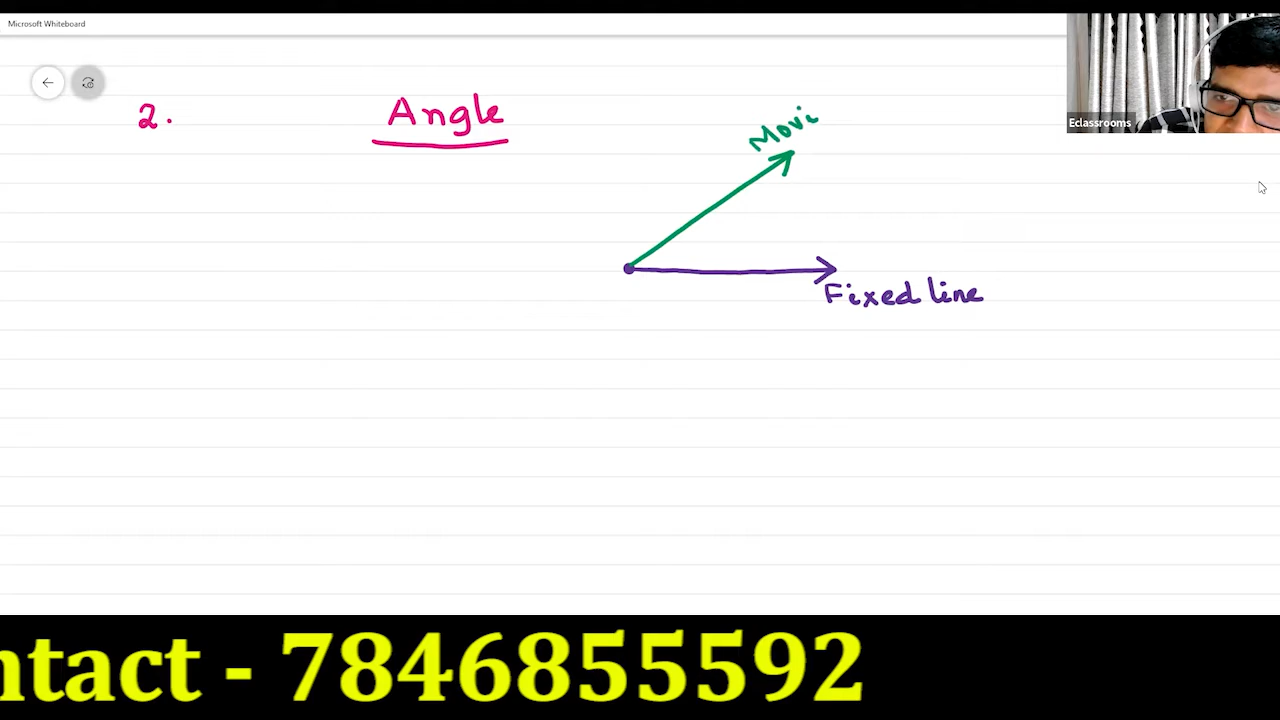 Microsoft Whiteboard
2.
Angle
Movi
Eclassrooms
Fixed line
ntact - 7846855592